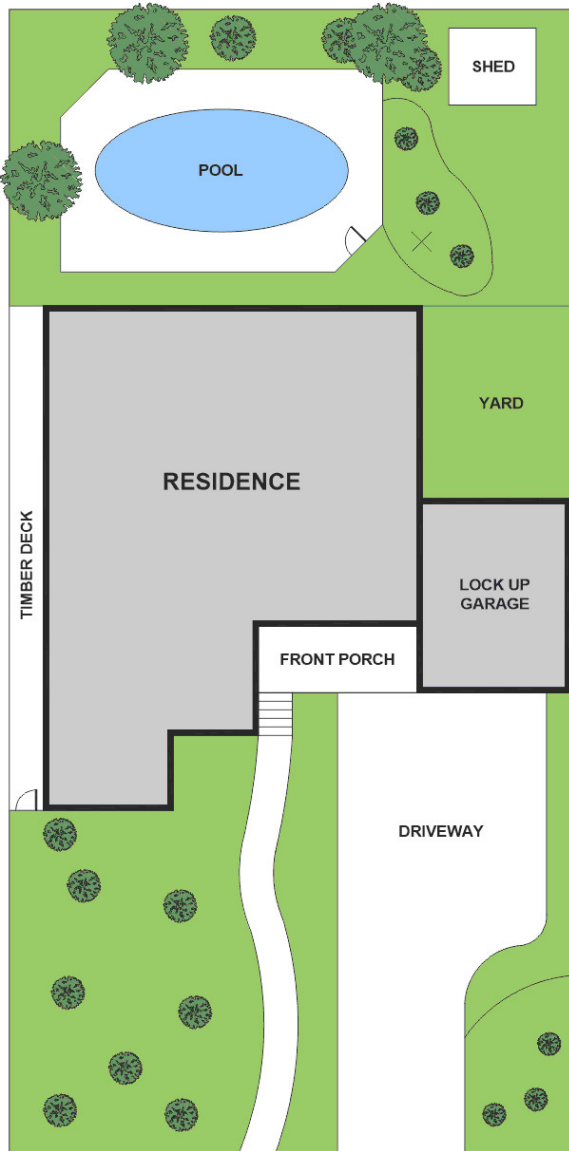 SHED
POOL
YARD
RESIDENCE
TIMBER DECK
LOCK UP
GARAGE
FRONT PORCH
DRIVEWAY